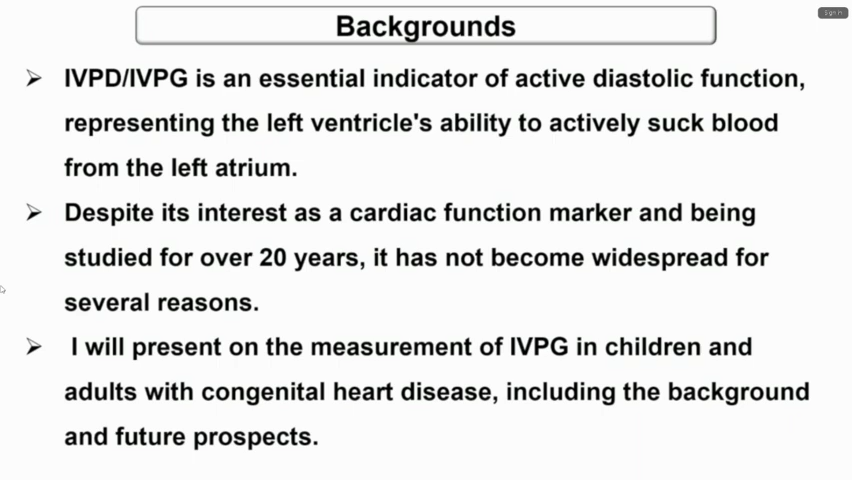 Sign in
Backgrounds
➢ IVPD/IVPG is an essential indicator of active diastolic function,
representing the left ventricle's ability to actively suck blood
from the left atrium.
➢ Despite its interest as a cardiac function marker and being
studied for over 20 years, it has not become widespread for
several reasons.
➢ I will present on the measurement of IVPG in children and
adults with congenital heart disease, including the background
and future prospects.